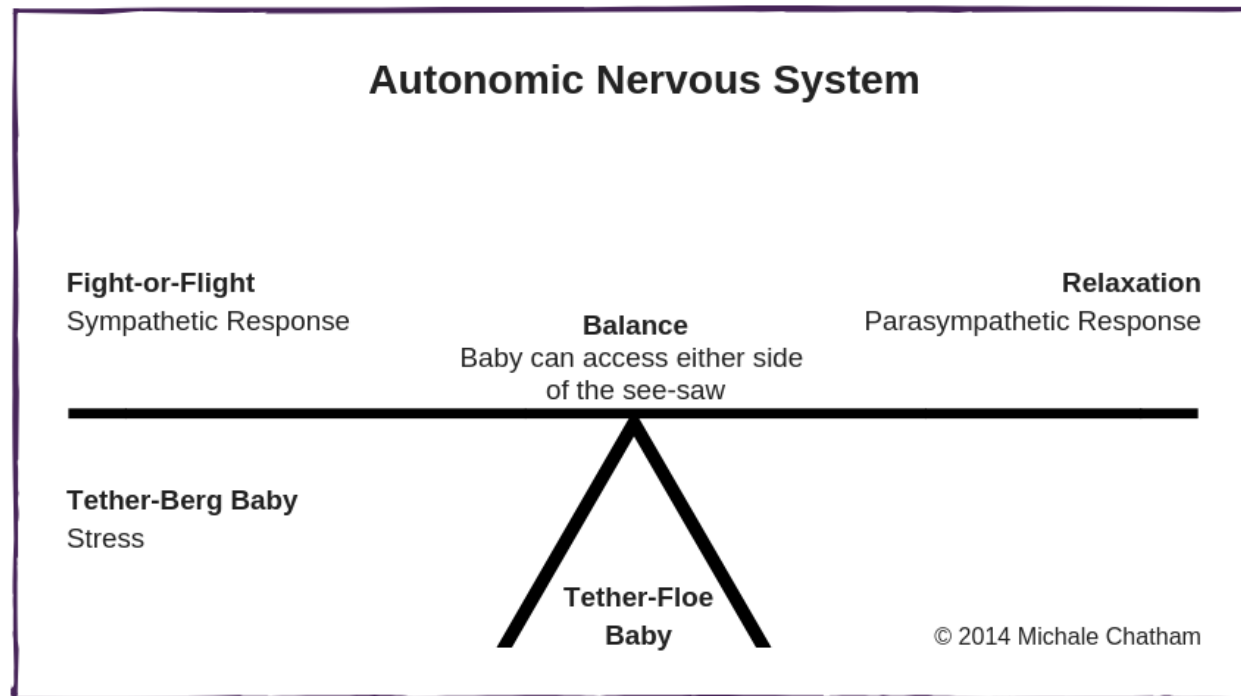 Autonomic Nervous System
Fight-or-Flight
Sympathetic Response
Balance
Baby can access either side
of the see-saw
Relaxation
Parasympathetic Response
Tether-Berg Baby
Stress
Tether-Floe
Baby
© 2014 Michale Chatham